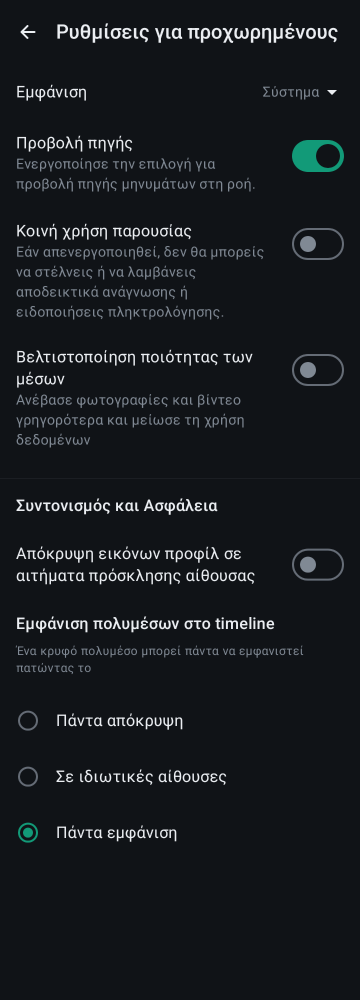 Ρυθμίσεις για προχωρημένους
Εμφάνιση
Σύστημα
Προβολή πηγής
Ενεργοποίησε την επιλογή για
προβολή πηγής μηνυμάτων στη ροή.
Κοινή χρήση παρουσίας
Εάν απενεργοποιηθεί, δεν θα μπορείς
να στέλνεις ή να λαμβάνεις
αποδεικτικά ανάγνωσης ή
ειδοποιήσεις πληκτρολόγησης.
Βελτιστοποίηση ποιότητας των
μέσων
Ανέβασε φωτογραφίες και βίντεο
γρηγορότερα και μείωσε τη χρήση
δεδομένων
Συντονισμός και Ασφάλεια
Απόκρυψη εικόνων προφίλ σε
αιτήματα πρόσκλησης αίθουσας
Εμφάνιση πολυμέσων στο timeline
Ένα κρυφό πολυμέσο μπορεί πάντα να εμφανιστεί
πατώντας το
Πάντα απόκρυψη
Σε ιδιωτικές αίθουσες
Πάντα εμφάνιση